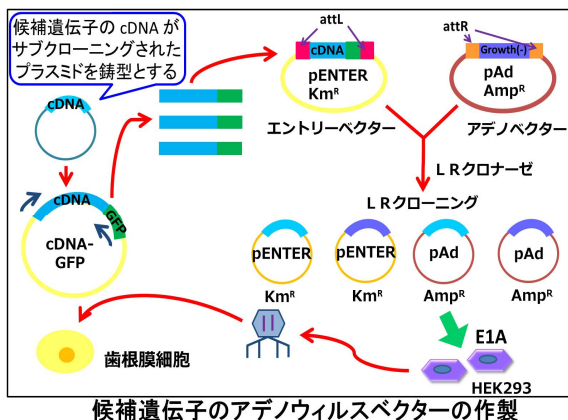 候補遺伝子の cDNA が
サブクローニングされた
プラスミドを鋳型とする
cDNA
cDNA
GFP
cDNA-
GFP
attL
cDNA
pENTER
Kmᴿ
エントリーベクター
attR
Growth(-)
pAd
Ampᴿ
アデノベクター
ＬＲクロナーゼ
ＬＲクローニング
pENTER
Kmᴿ
pENTER
Kmᴿ
pAd
Ampᴿ
pAd
Ampᴿ
E1A
HEK293
歯根膜細胞
候補遺伝子のアデノウィルスベクターの作製